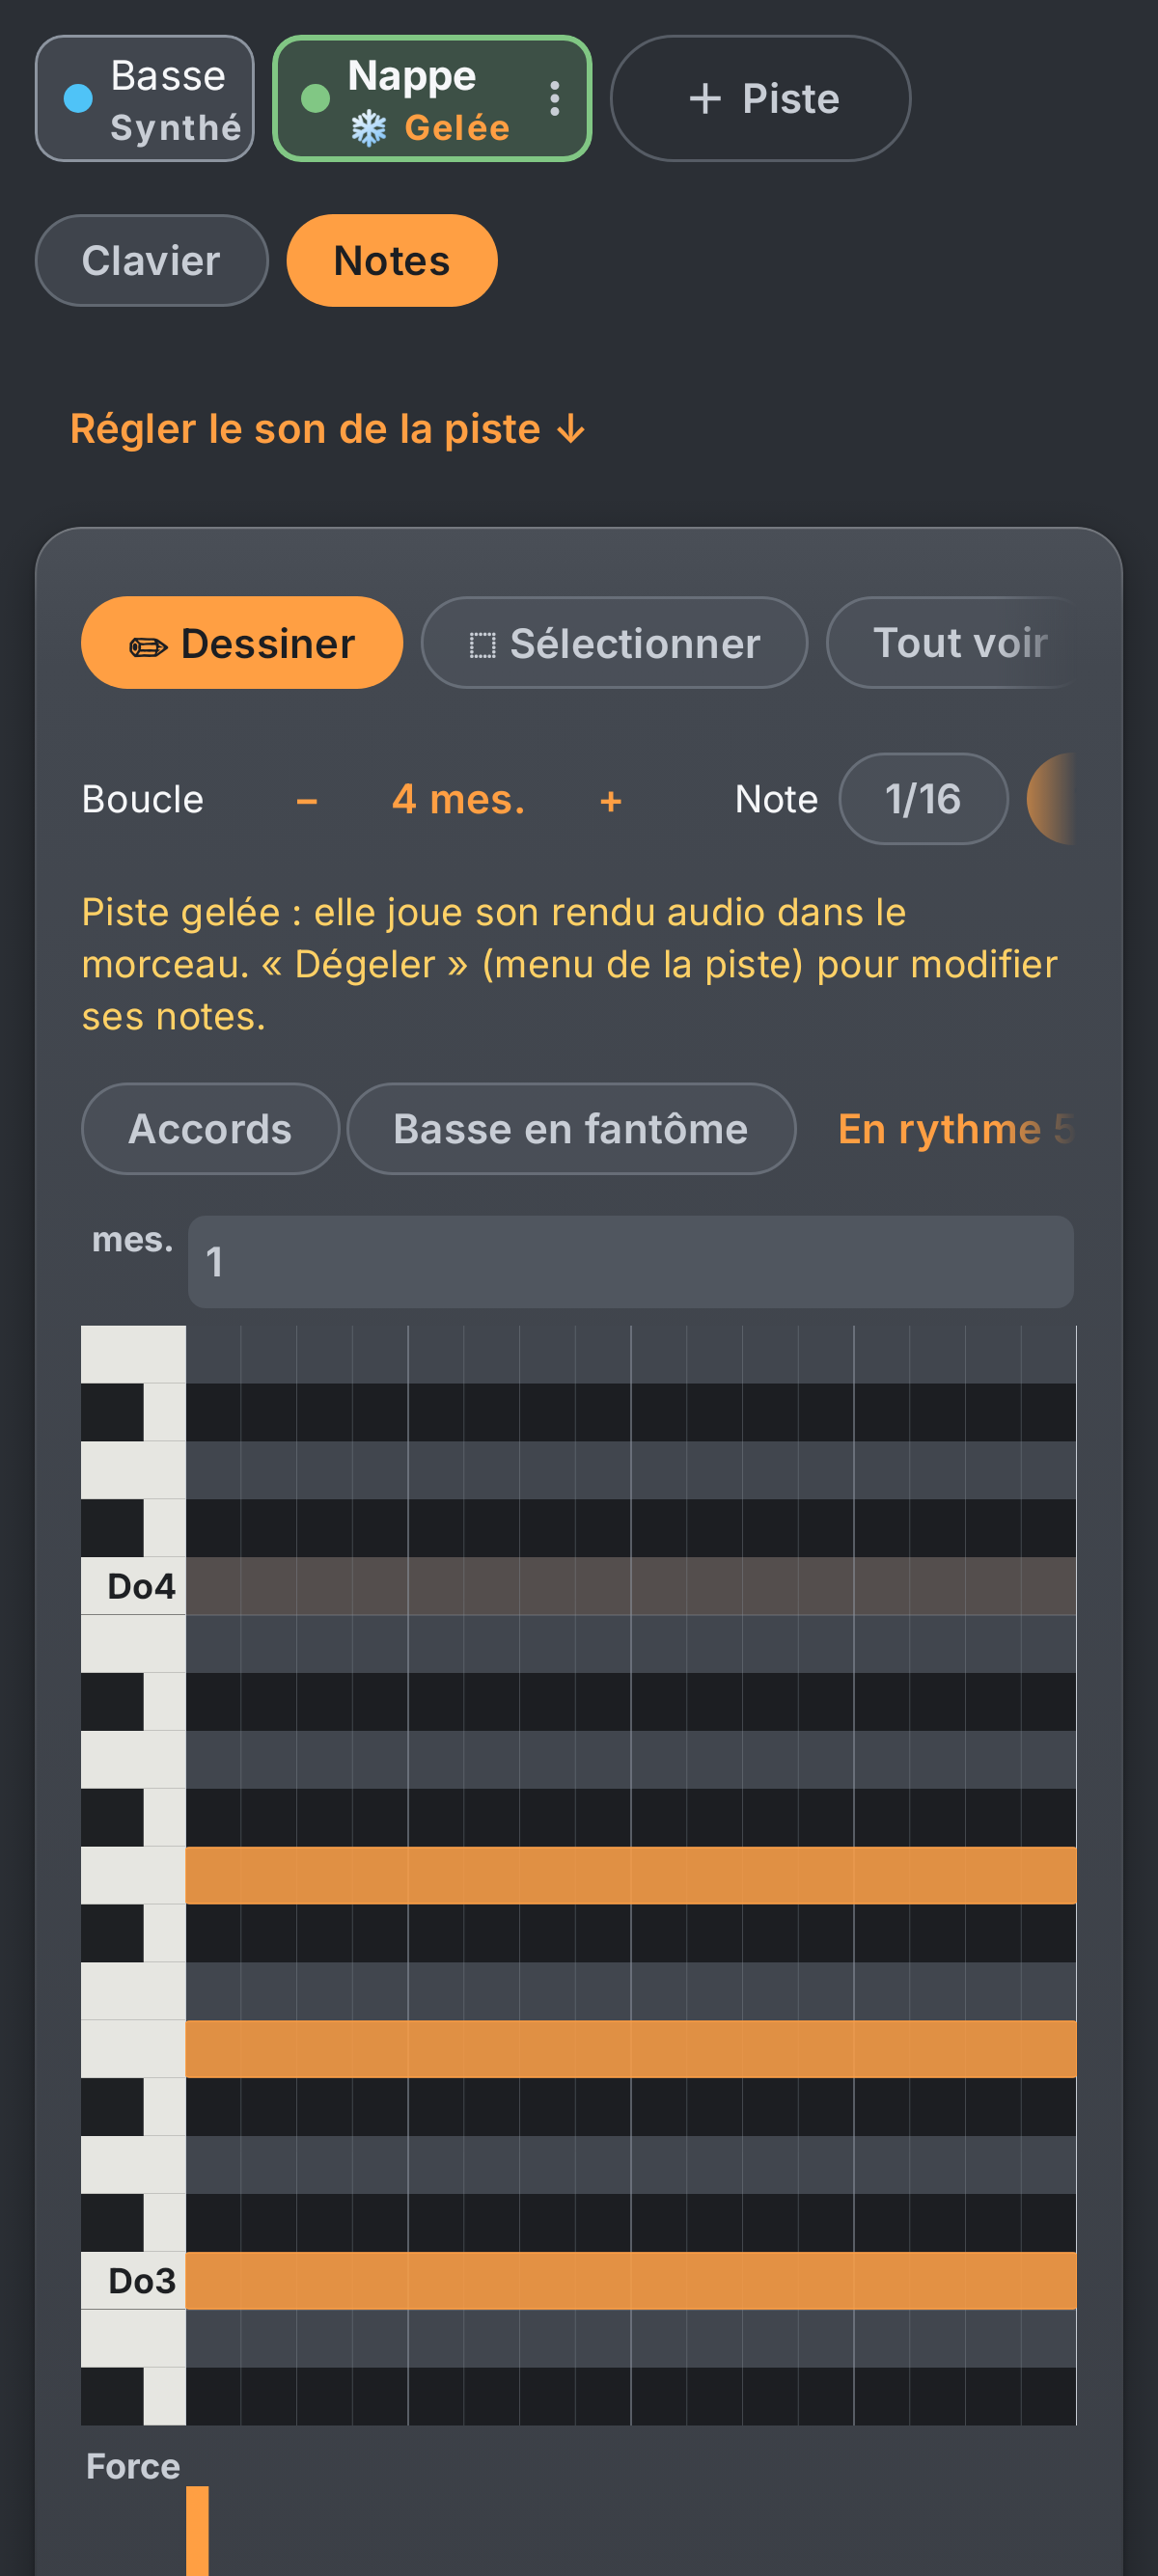 Basse
Synthé
Nappe
❄️ Gelée
+ Piste
Clavier
Notes
Régler le son de la piste ↓
✏ Dessiner
Sélectionner
Tout voir
Boucle
– 4 mes. +
Note
1/16
Piste gelée : elle joue son rendu audio dans le
morceau. « Dégeler » (menu de la piste) pour modifier
ses notes.
Accords
Basse en fantôme
En rythme
mes.
1
Do4
Do3
Force